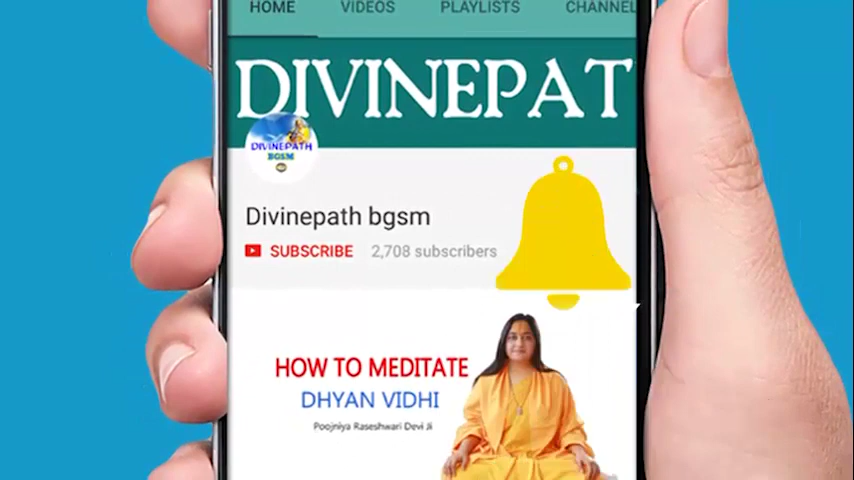 HOME VIDEOS PLAYLISTS CHANNEL
DIVINEPAT
DIVINEPATH
BGSM
Divinepath bgsm
SUBSCRIBE 2,708 subscribers
HOW TO MEDITATE
DHYAN VIDHI
Poojniya Raseshwari Devi Ji